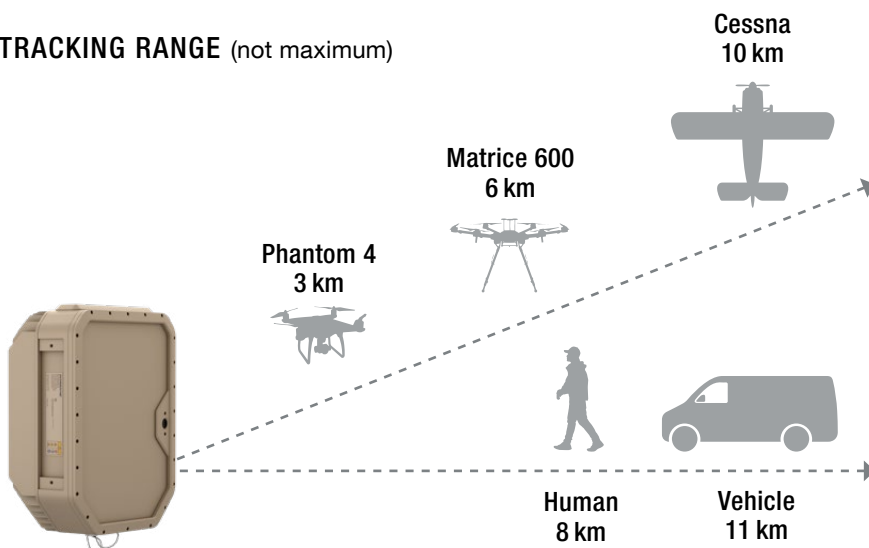 TRACKING RANGE (not maximum)
Cessna
10 km
Matrice 600
6 km
Phantom 4
3 km
Human
8 km
Vehicle
11 km